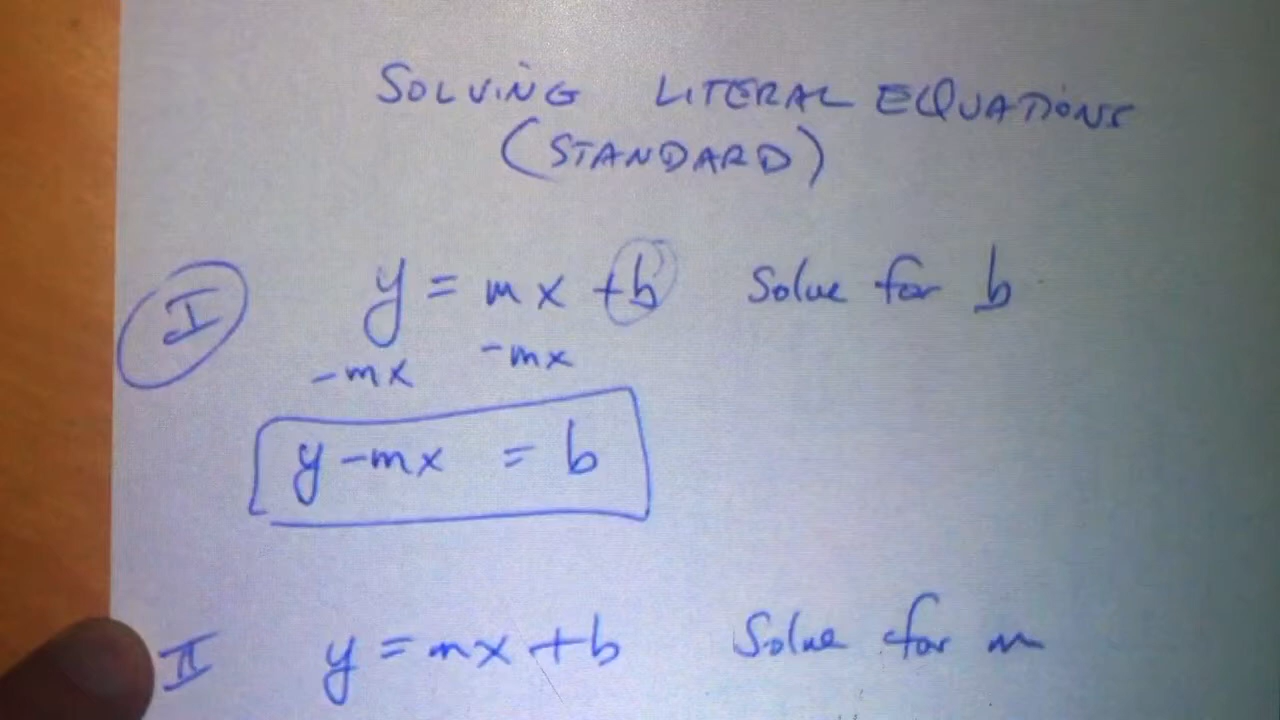 SOLVING LITERAL EQUATIONS
(STANDARD)
I y = mx + b Solve for b
-mx -mx
y - mx = b
II y = mx + b Solve for m